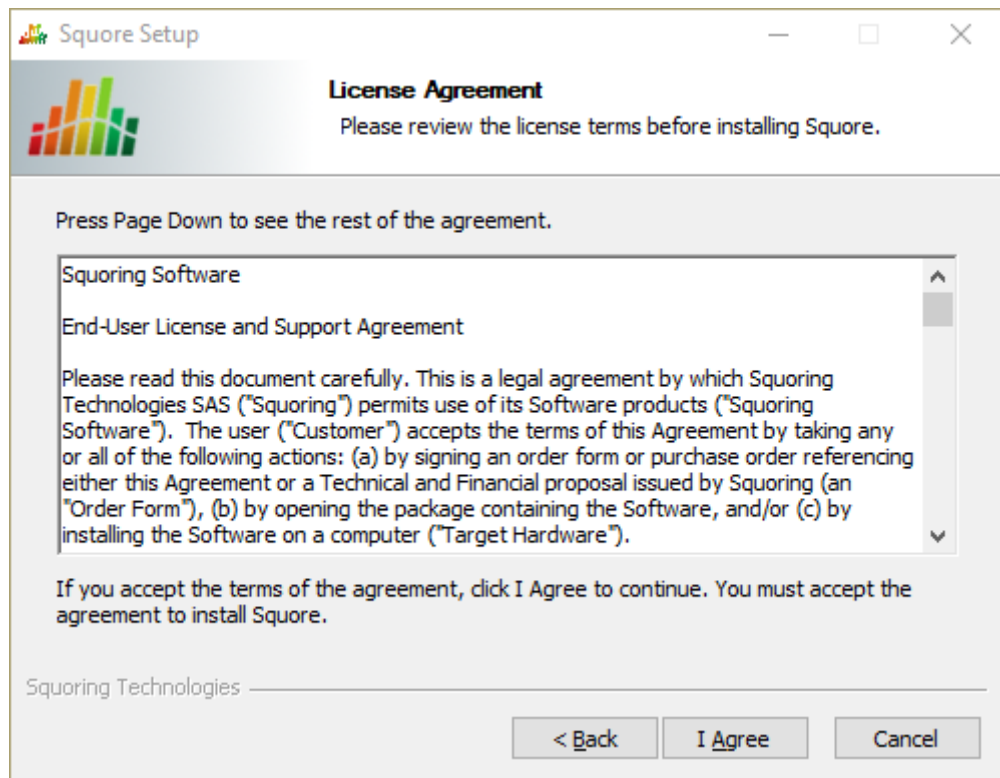 Squore Setup
License Agreement
Please review the license terms before installing Squore.
Press Page Down to see the rest of the agreement.
Squoring Software
End-User License and Support Agreement
Please read this document carefully. This is a legal agreement by which Squoring
Technologies SAS ("Squoring") permits use of its Software products ("Squoring
Software").  The user ("Customer") accepts the terms of this Agreement by taking any
or all of the following actions: (a) by signing an order form or purchase order referencing
either this Agreement or a Technical and Financial proposal issued by Squoring (an
"Order Form"), (b) by opening the package containing the Software, and/or (c) by
installing the Software on a computer ("Target Hardware").
If you accept the terms of the agreement, click I Agree to continue. You must accept the
agreement to install Squore.
Squoring Technologies
< Back
I Agree
Cancel